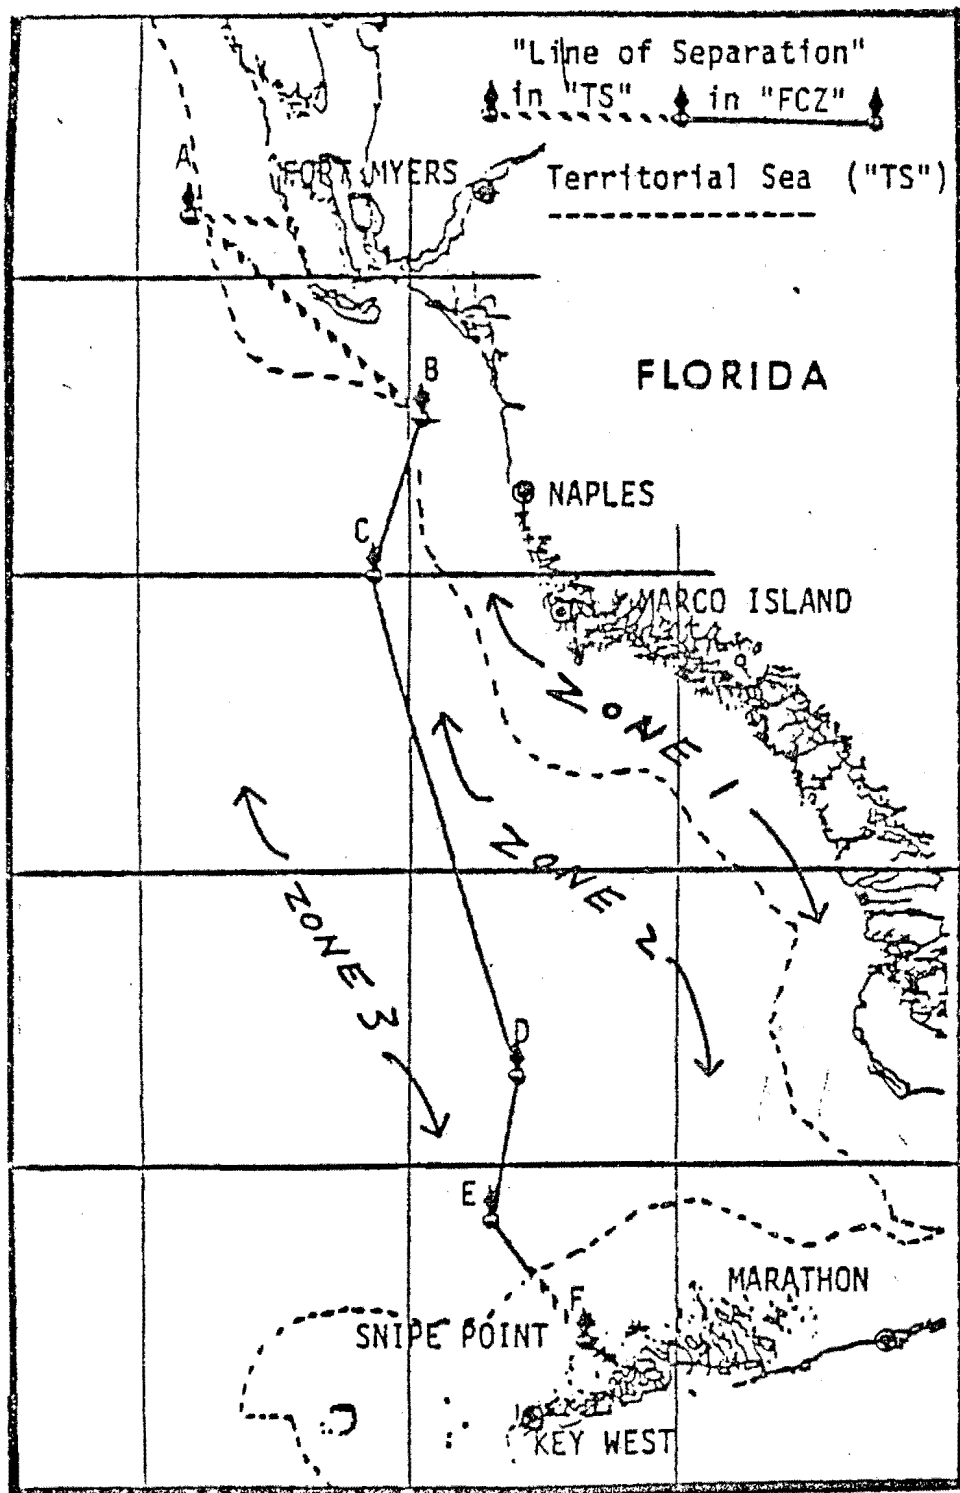 "Line of Separation"
in "TS" in "FCZ"
Territorial Sea ("TS")
A
FORT MYERS
B
FLORIDA
NAPLES
C
MARCO ISLAND
ZONE 1
ZONE 2
ZONE 3
D
E
MARATHON
F
SNIPE POINT
KEY WEST